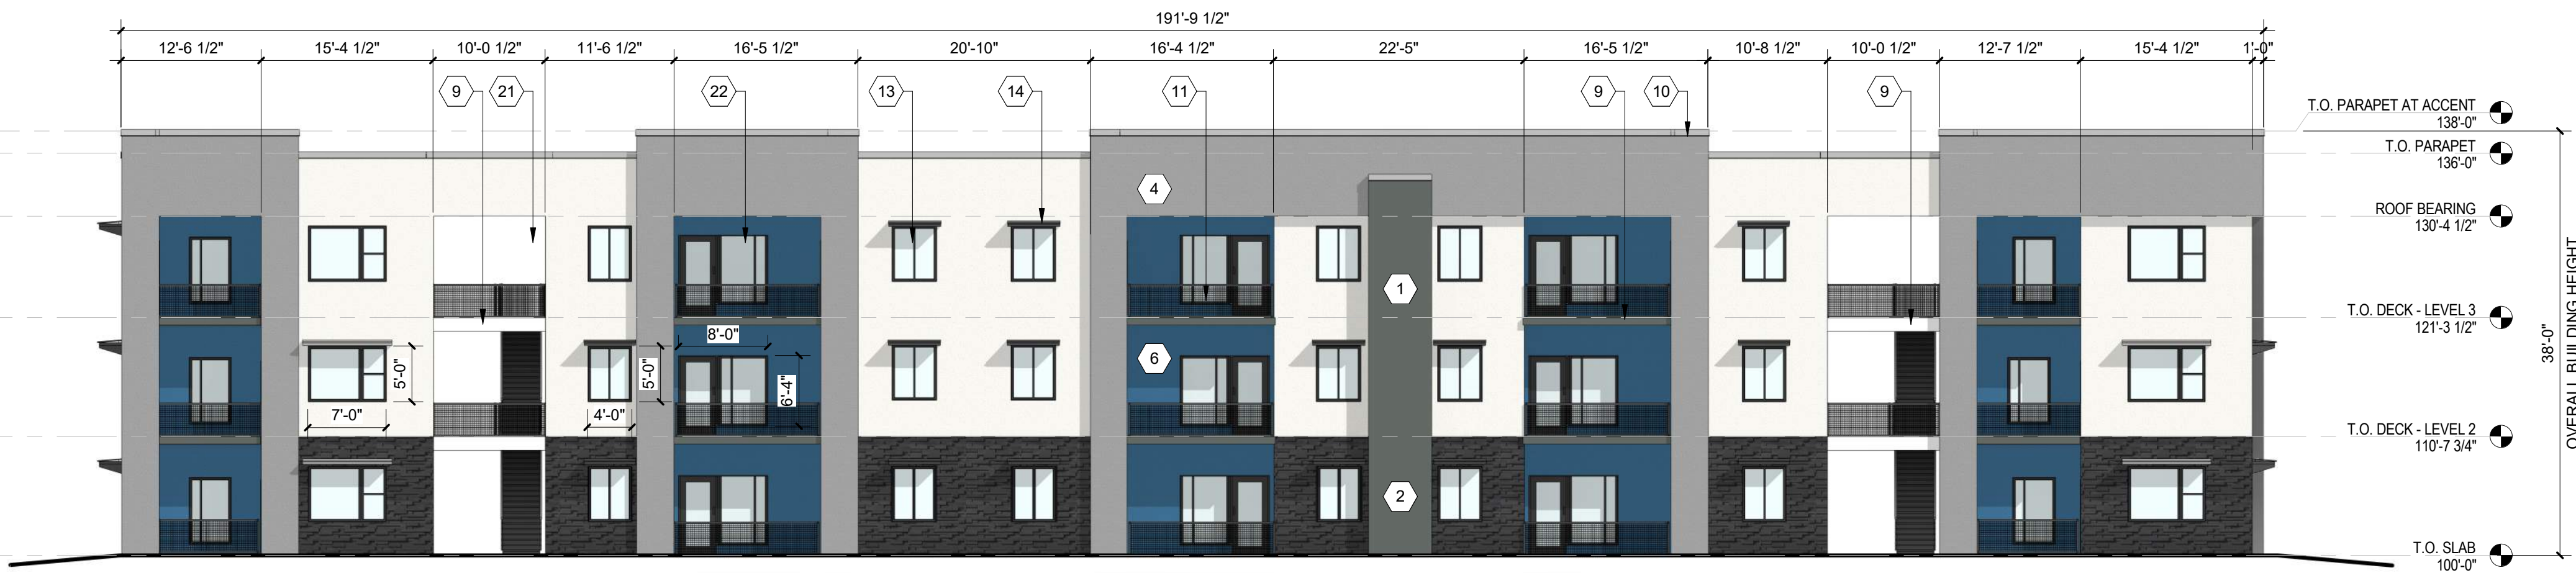 191'-9 1/2"
12'-6 1/2" 15'-4 1/2" 10'-0 1/2" 11'-6 1/2" 16'-5 1/2" 20'-10" 16'-4 1/2" 22'-5" 16'-5 1/2" 10'-8 1/2" 10'-0 1/2" 12'-7 1/2" 15'-4 1/2" 1'-0"
9 21 22 13 14 11 9 10 9
T.O. PARAPET AT ACCENT
138'-0"
T.O. PARAPET
136'-0"
4
ROOF BEARING
130'-4 1/2"
1
T.O. DECK - LEVEL 3
121'-3 1/2"
8'-0"
6
5'-0" 5'-0" 6'-4"
7'-0" 4'-0"
38'-0"
OVERALL BUILDING HEIGHT
T.O. DECK - LEVEL 2
110'-7 3/4"
2
T.O. SLAB
100'-0"